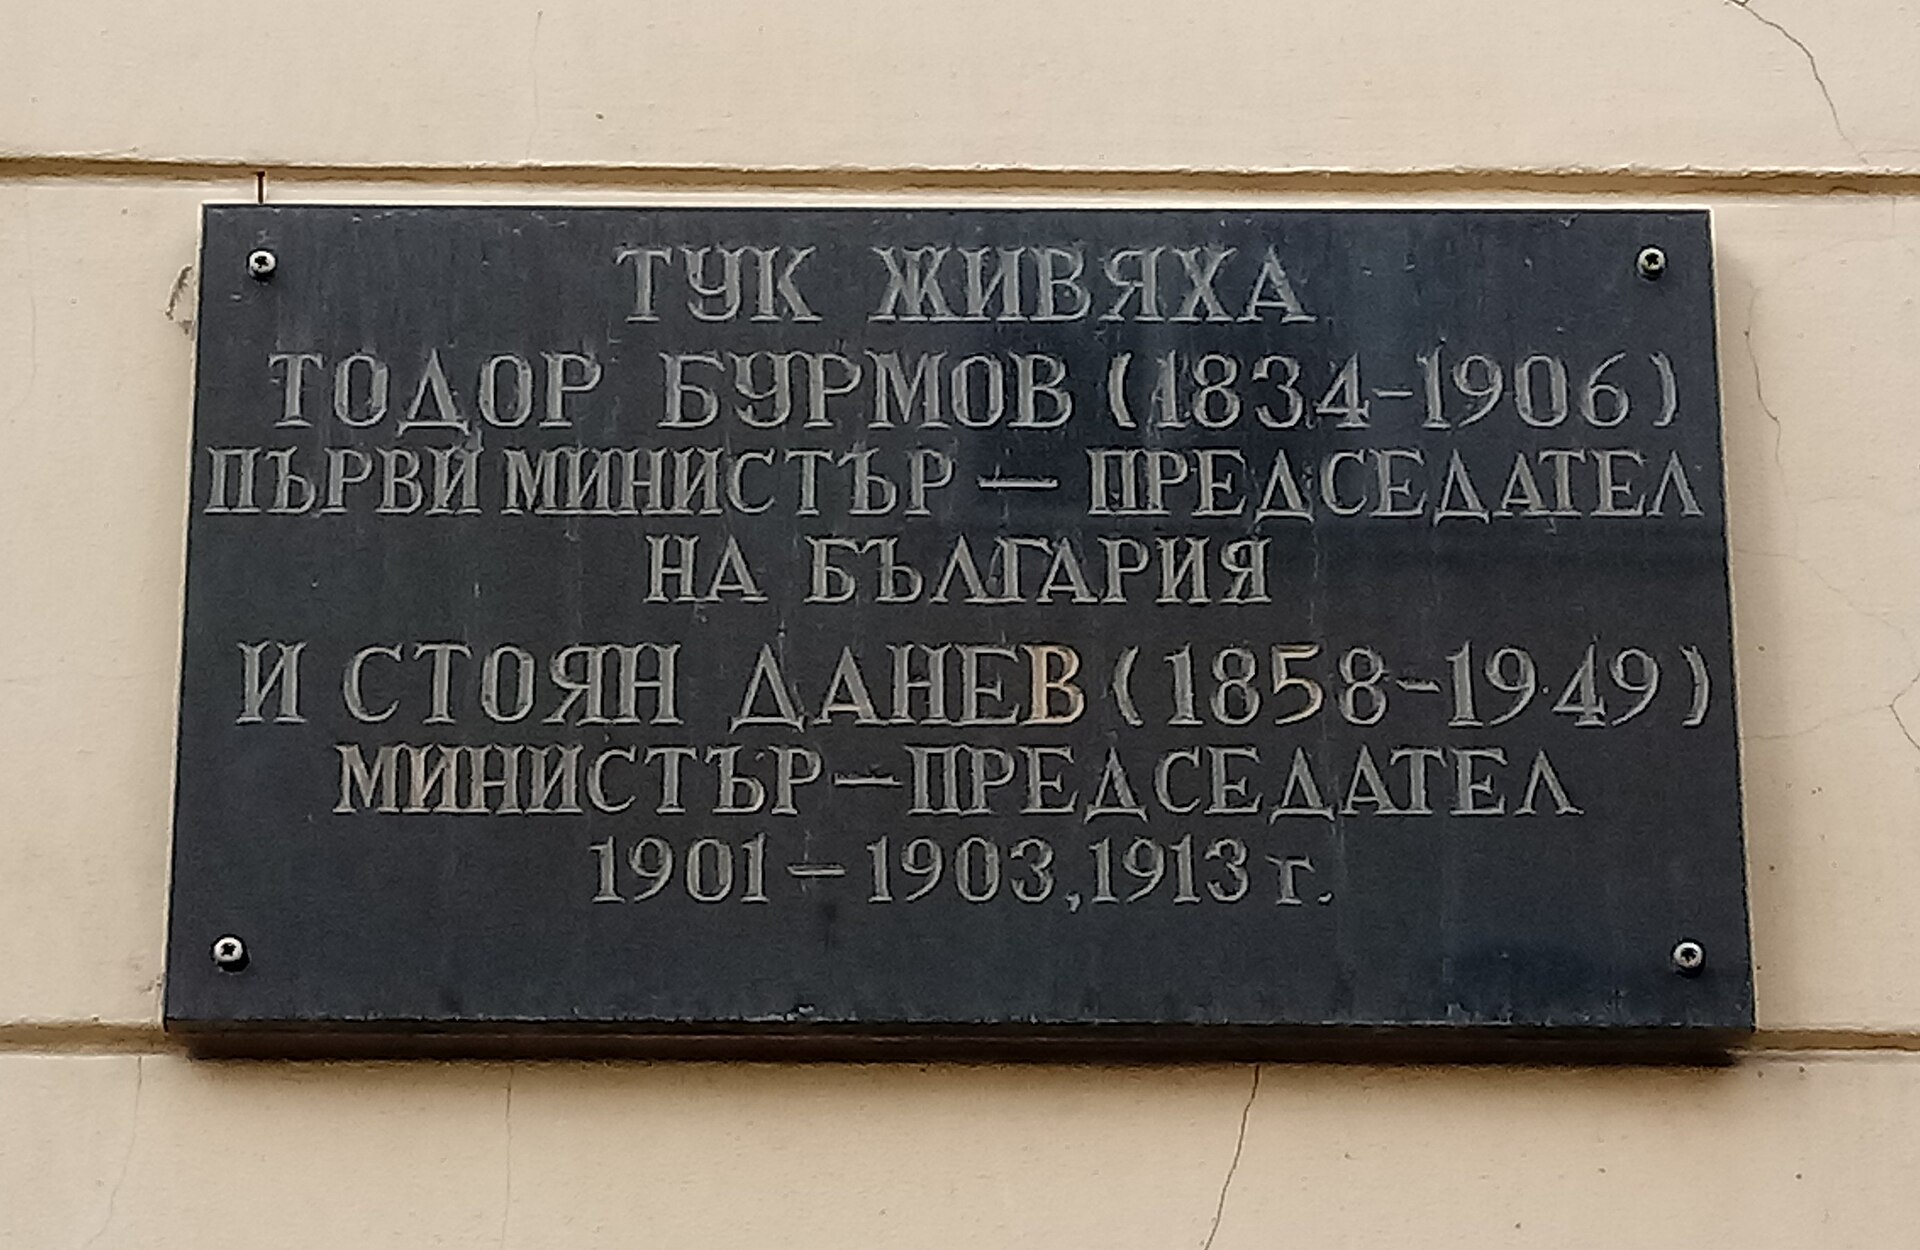 ТУК ЖИВЯХА
ТОДОР БУРМОВ (1834-1906)
ПЪРВИ МИНИСТЪР — ПРЕДСЕДАТЕЛ
НА БЪЛГАРИЯ
И СТОЯН ДАНЕВ (1858-1949)
МИНИСТЪР — ПРЕДСЕДАТЕЛ
1901 — 1903, 1913 г.